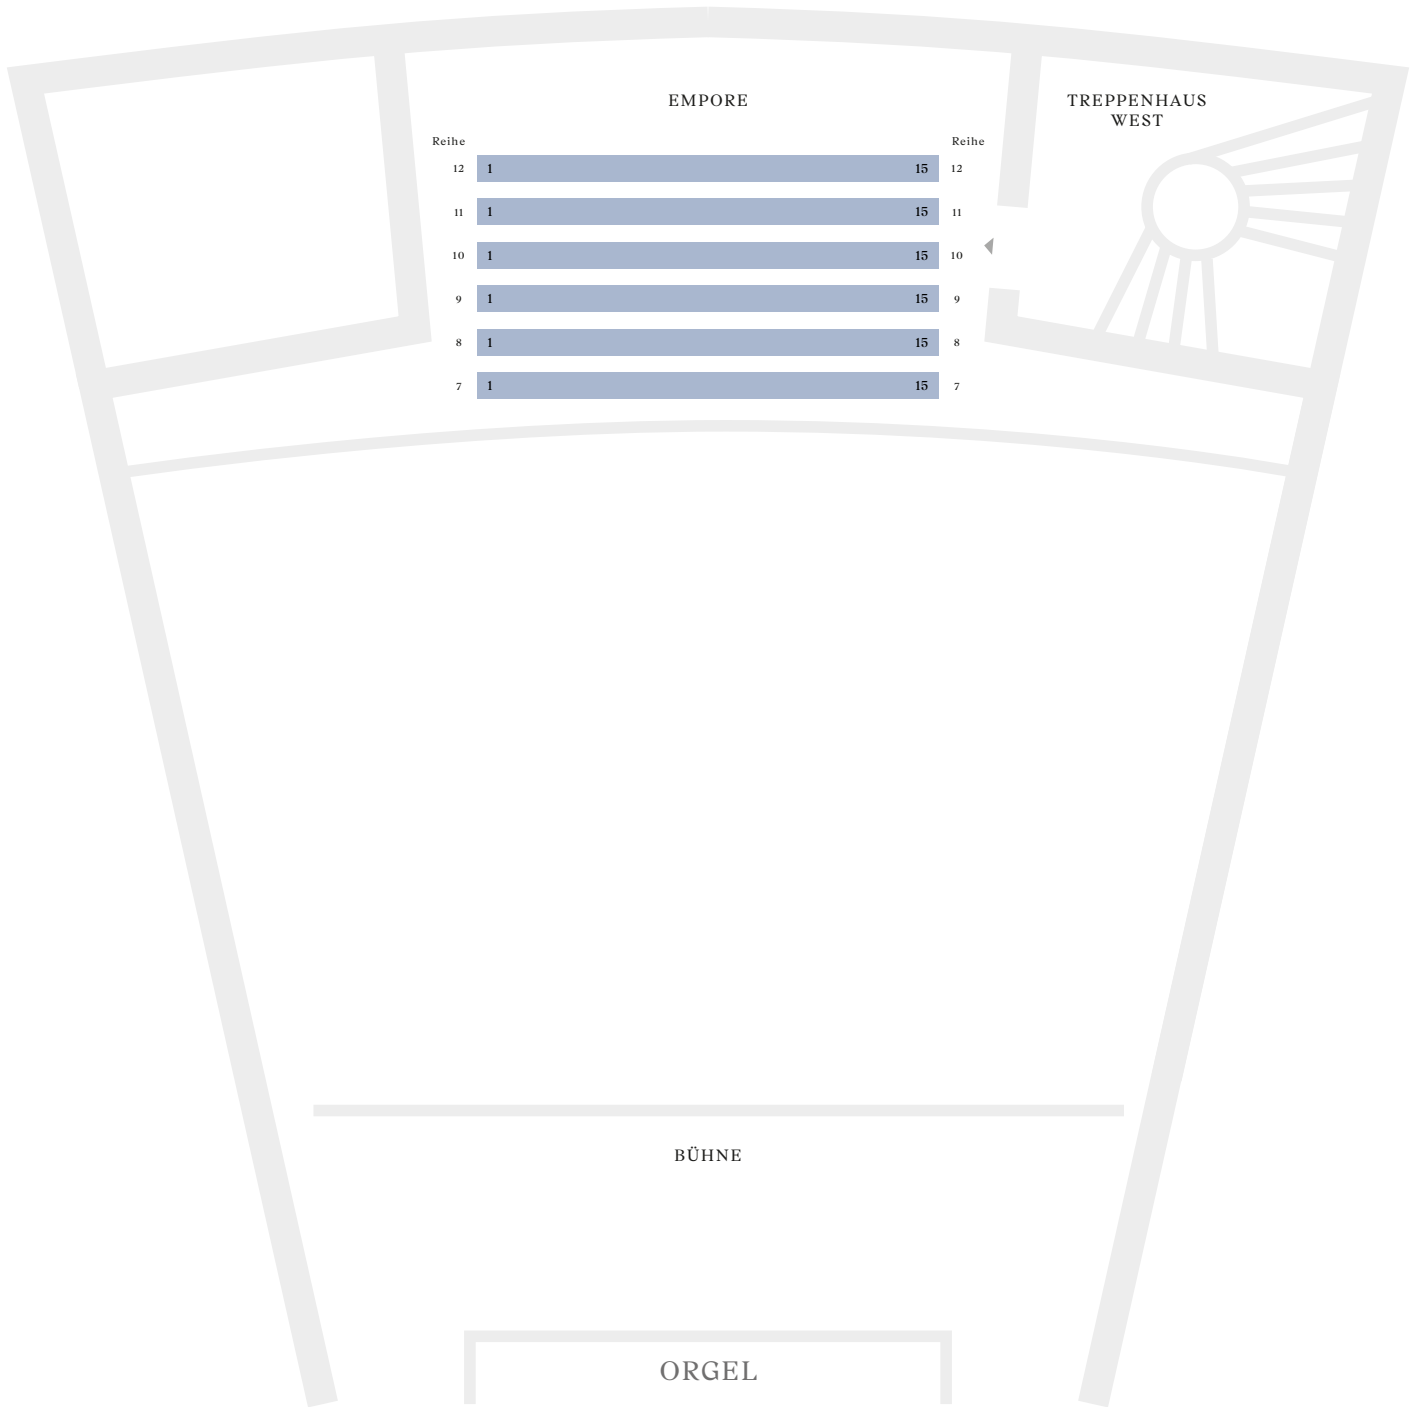 EMPORE
TREPPENHAUS
WEST
Reihe Reihe
12 1 15 12
11 1 15 11
10 1 15 10
9 1 15 9
8 1 15 8
7 1 15 7
BÜHNE
ORGEL